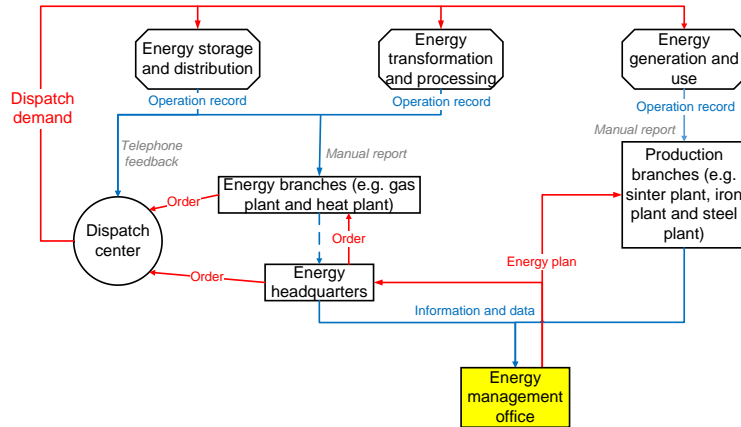 Energy storage
and distribution
Energy
transformation
and processing
Energy
generation and
use
Dispatch
demand
Operation record
Operation record
Operation record
Telephone
feedback
Manual report
Manual report
Energy branches (e.g. gas
plant and heat plant)
Production
branches (e.g.
sinter plant, iron
plant and steel
plant)
Order
Dispatch
center
Order
Order
Energy
headquarters
Energy plan
Information and data
Energy
management
office